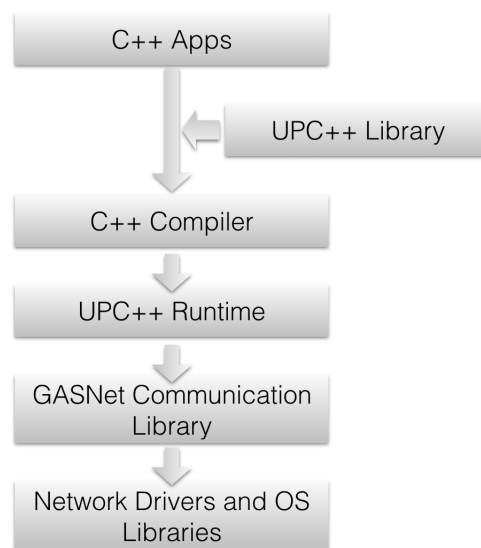 C++ Apps
UPC++ Library
C++ Compiler
UPC++ Runtime
GASNet Communication
Library
Network Drivers and OS
Libraries